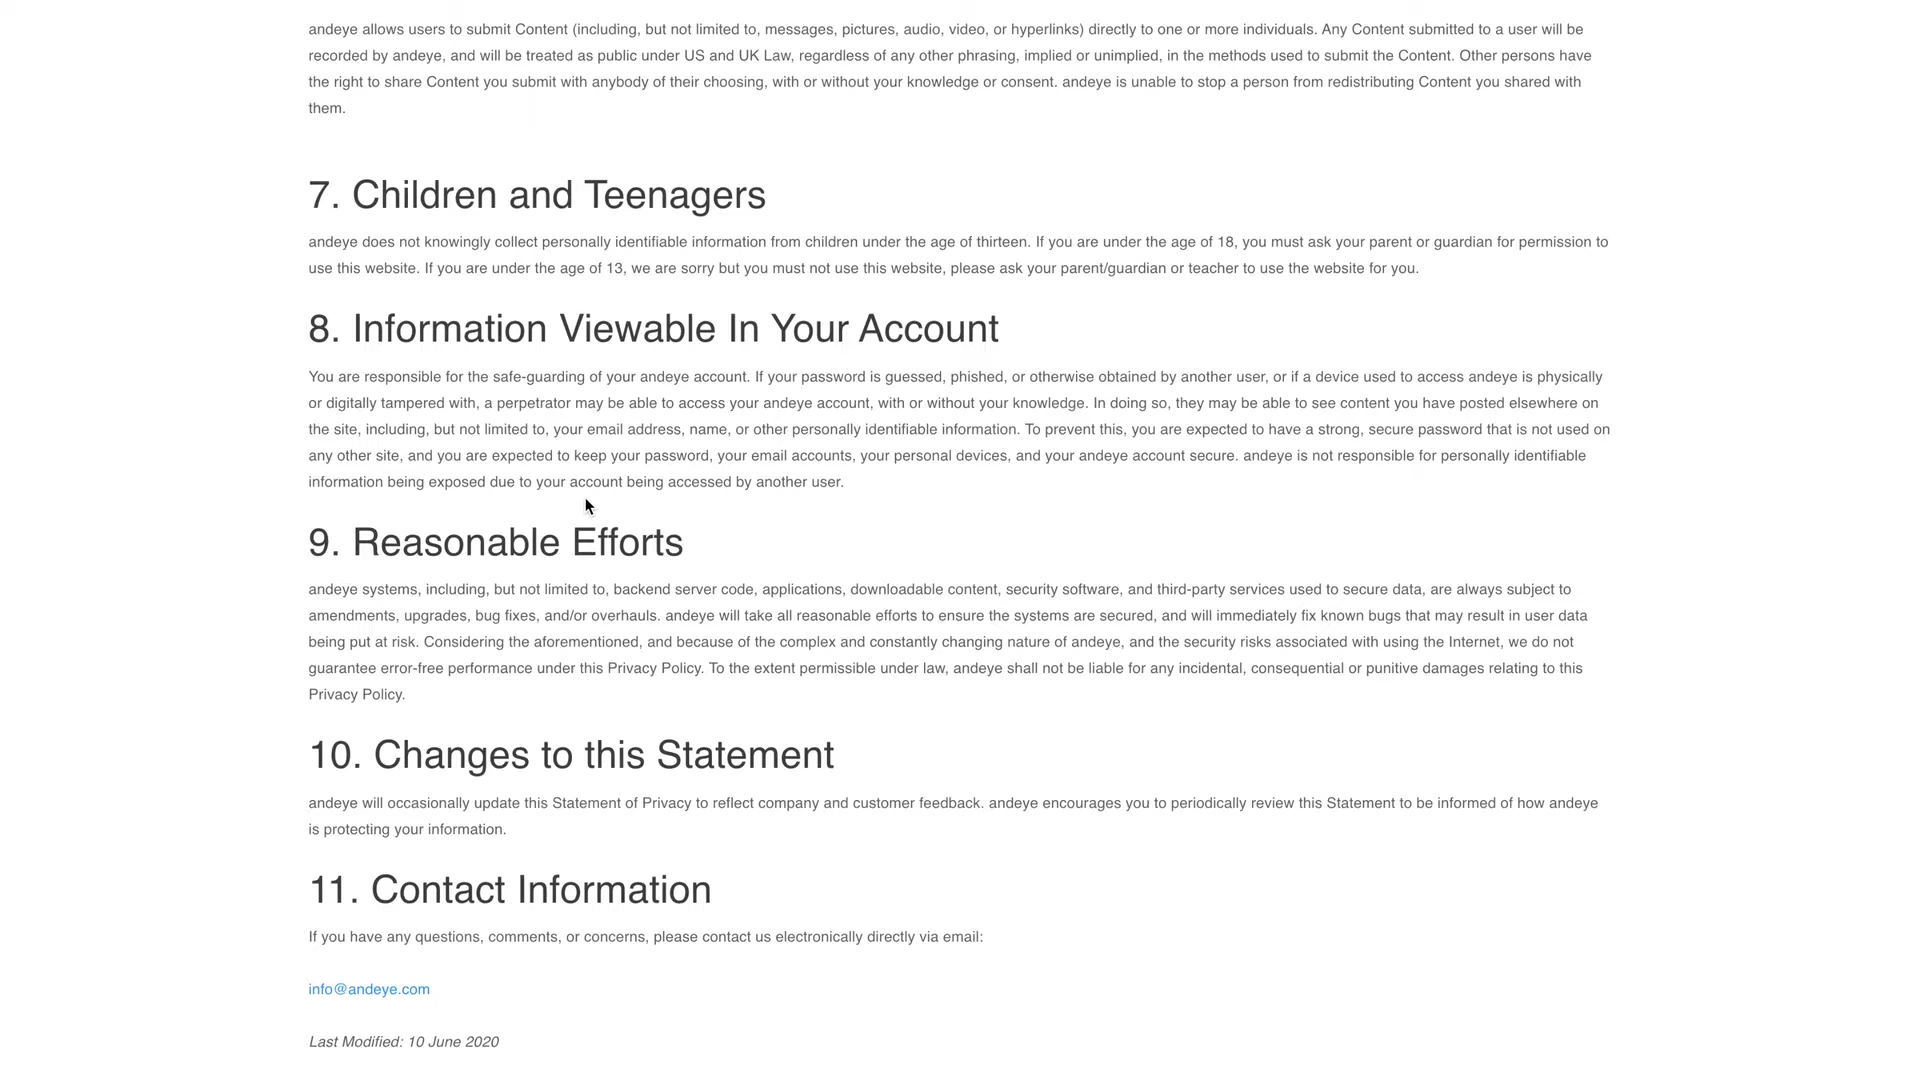 andeye allows users to submit Content (including, but not limited to, messages, pictures, audio, video, or hyperlinks) directly to one or more individuals. Any Content submitted to a user will be
recorded by andeye, and will be treated as public under US and UK Law, regardless of any other phrasing, implied or unimplied, in the methods used to submit the Content. Other persons have
the right to share Content you submit with anybody of their choosing, with or without your knowledge or consent. andeye is unable to stop a person from redistributing Content you shared with
them.
7. Children and Teenagers
andeye does not knowingly collect personally identifiable information from children under the age of thirteen. If you are under the age of 18, you must ask your parent or guardian for permission to
use this website. If you are under the age of 13, we are sorry but you must not use this website, please ask your parent/guardian or teacher to use the website for you.
8. Information Viewable In Your Account
You are responsible for the safe-guarding of your andeye account. If your password is guessed, phished, or otherwise obtained by another user, or if a device used to access andeye is physically
or digitally tampered with, a perpetrator may be able to access your andeye account, with or without your knowledge. In doing so, they may be able to see content you have posted elsewhere on
the site, including, but not limited to, your email address, name, or other personally identifiable information. To prevent this, you are expected to have a strong, secure password that is not used on
any other site, and you are expected to keep your password, your email accounts, your personal devices, and your andeye account secure. andeye is not responsible for personally identifiable
information being exposed due to your account being accessed by another user.
9. Reasonable Efforts
andeye systems, including, but not limited to, backend server code, applications, downloadable content, security software, and third-party services used to secure data, are always subject to
amendments, upgrades, bug fixes, and/or overhauls. andeye will take all reasonable efforts to ensure the systems are secured, and will immediately fix known bugs that may result in user data
being put at risk. Considering the aforementioned, and because of the complex and constantly changing nature of andeye, and the security risks associated with using the Internet, we do not
guarantee error-free performance under this Privacy Policy. To the extent permissible under law, andeye shall not be liable for any incidental, consequential or punitive damages relating to this
Privacy Policy.
10. Changes to this Statement
andeye will occasionally update this Statement of Privacy to reflect company and customer feedback. andeye encourages you to periodically review this Statement to be informed of how andeye
is protecting your information.
11. Contact Information
If you have any questions, comments, or concerns, please contact us electronically directly via email:
info@andeye.com
Last Modified: 10 June 2020